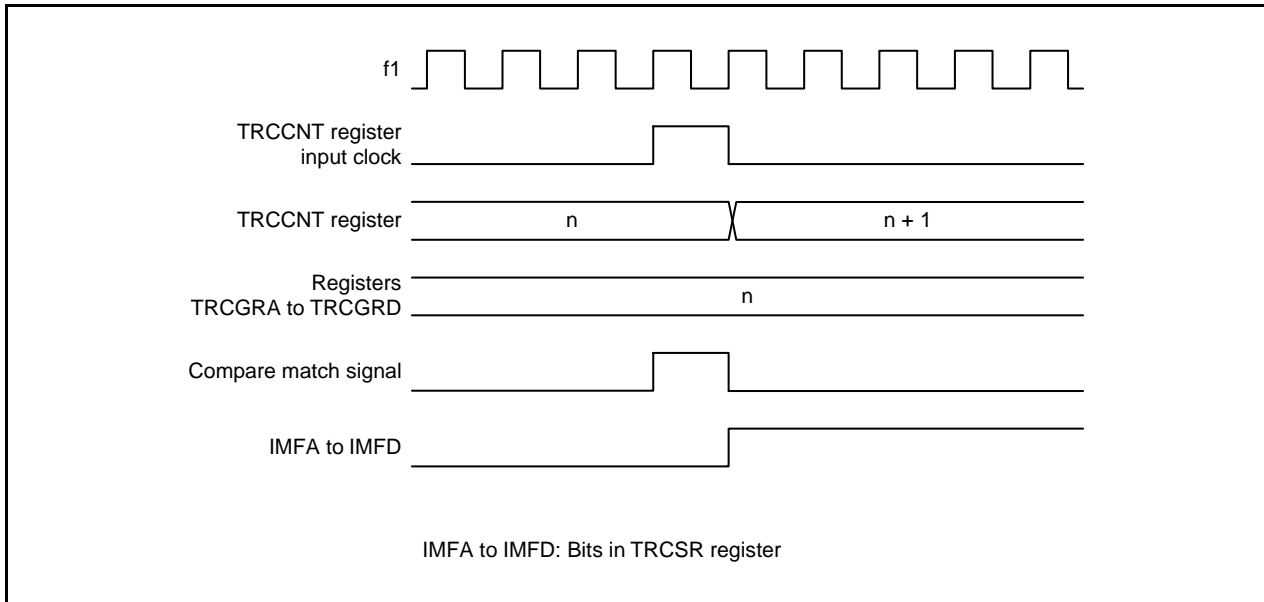 f1
TRCCNT register
input clock
TRCCNT register
n
n + 1
Registers
TRCGRA to TRCGRD
n
Compare match signal
IMFA to IMFD
IMFA to IMFD: Bits in TRCSR register